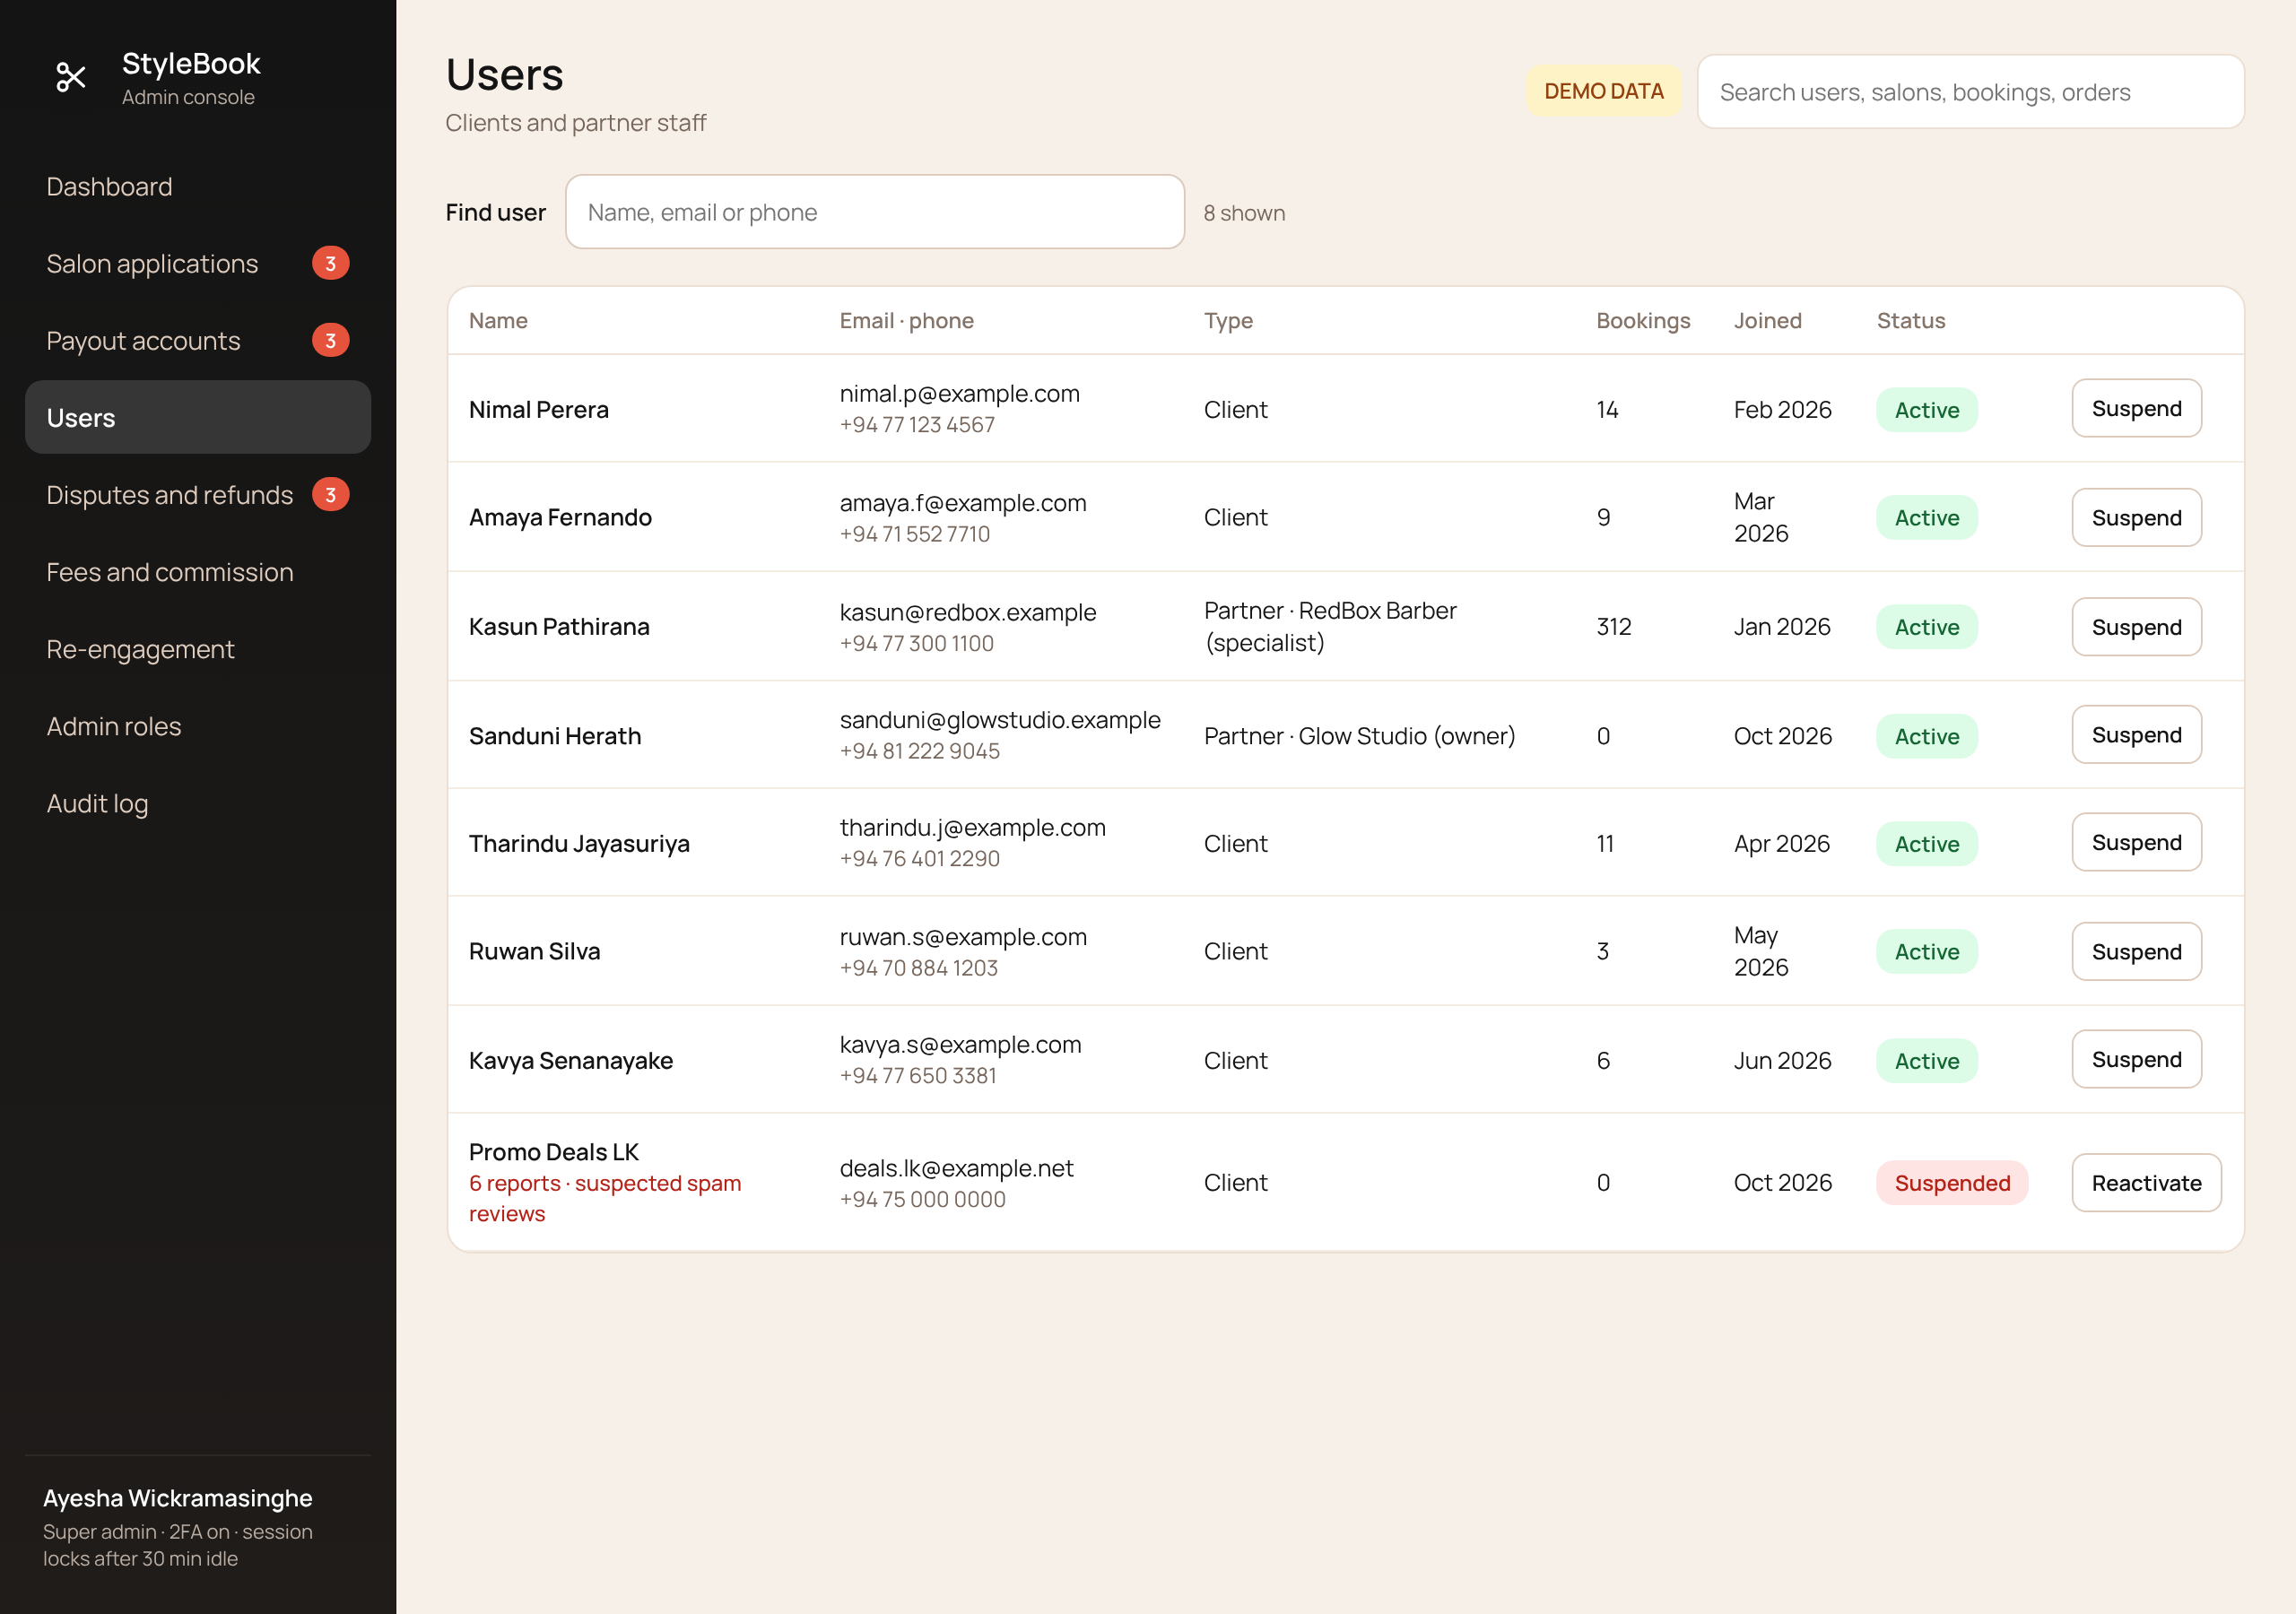 StyleBook
Admin console
Dashboard
Salon applications 3
Payout accounts 3
Users
Disputes and refunds 3
Fees and commission
Re-engagement
Admin roles
Audit log
Ayesha Wickramasinghe
Super admin · 2FA on · session
locks after 30 min idle
Users
Clients and partner staff
DEMO DATA
Search users, salons, bookings, orders
Find user
Name, email or phone
8 shown
Name Email · phone Type Bookings Joined Status
Nimal Perera
nimal.p@example.com
+94 77 123 4567
Client
14
Feb 2026
Active
Suspend
Amaya Fernando
amaya.f@example.com
+94 71 552 7710
Client
9
Mar
2026
Active
Suspend
Kasun Pathirana
kasun@redbox.example
+94 77 300 1100
Partner · RedBox Barber
(specialist)
312
Jan 2026
Active
Suspend
Sanduni Herath
sanduni@glowstudio.example
+94 81 222 9045
Partner · Glow Studio (owner)
0
Oct 2026
Active
Suspend
Tharindu Jayasuriya
tharindu.j@example.com
+94 76 401 2290
Client
11
Apr 2026
Active
Suspend
Ruwan Silva
ruwan.s@example.com
+94 70 884 1203
Client
3
May
2026
Active
Suspend
Kavya Senanayake
kavya.s@example.com
+94 77 650 3381
Client
6
Jun 2026
Active
Suspend
Promo Deals LK
6 reports · suspected spam
reviews
deals.lk@example.net
+94 75 000 0000
Client
0
Oct 2026
Suspended
Reactivate